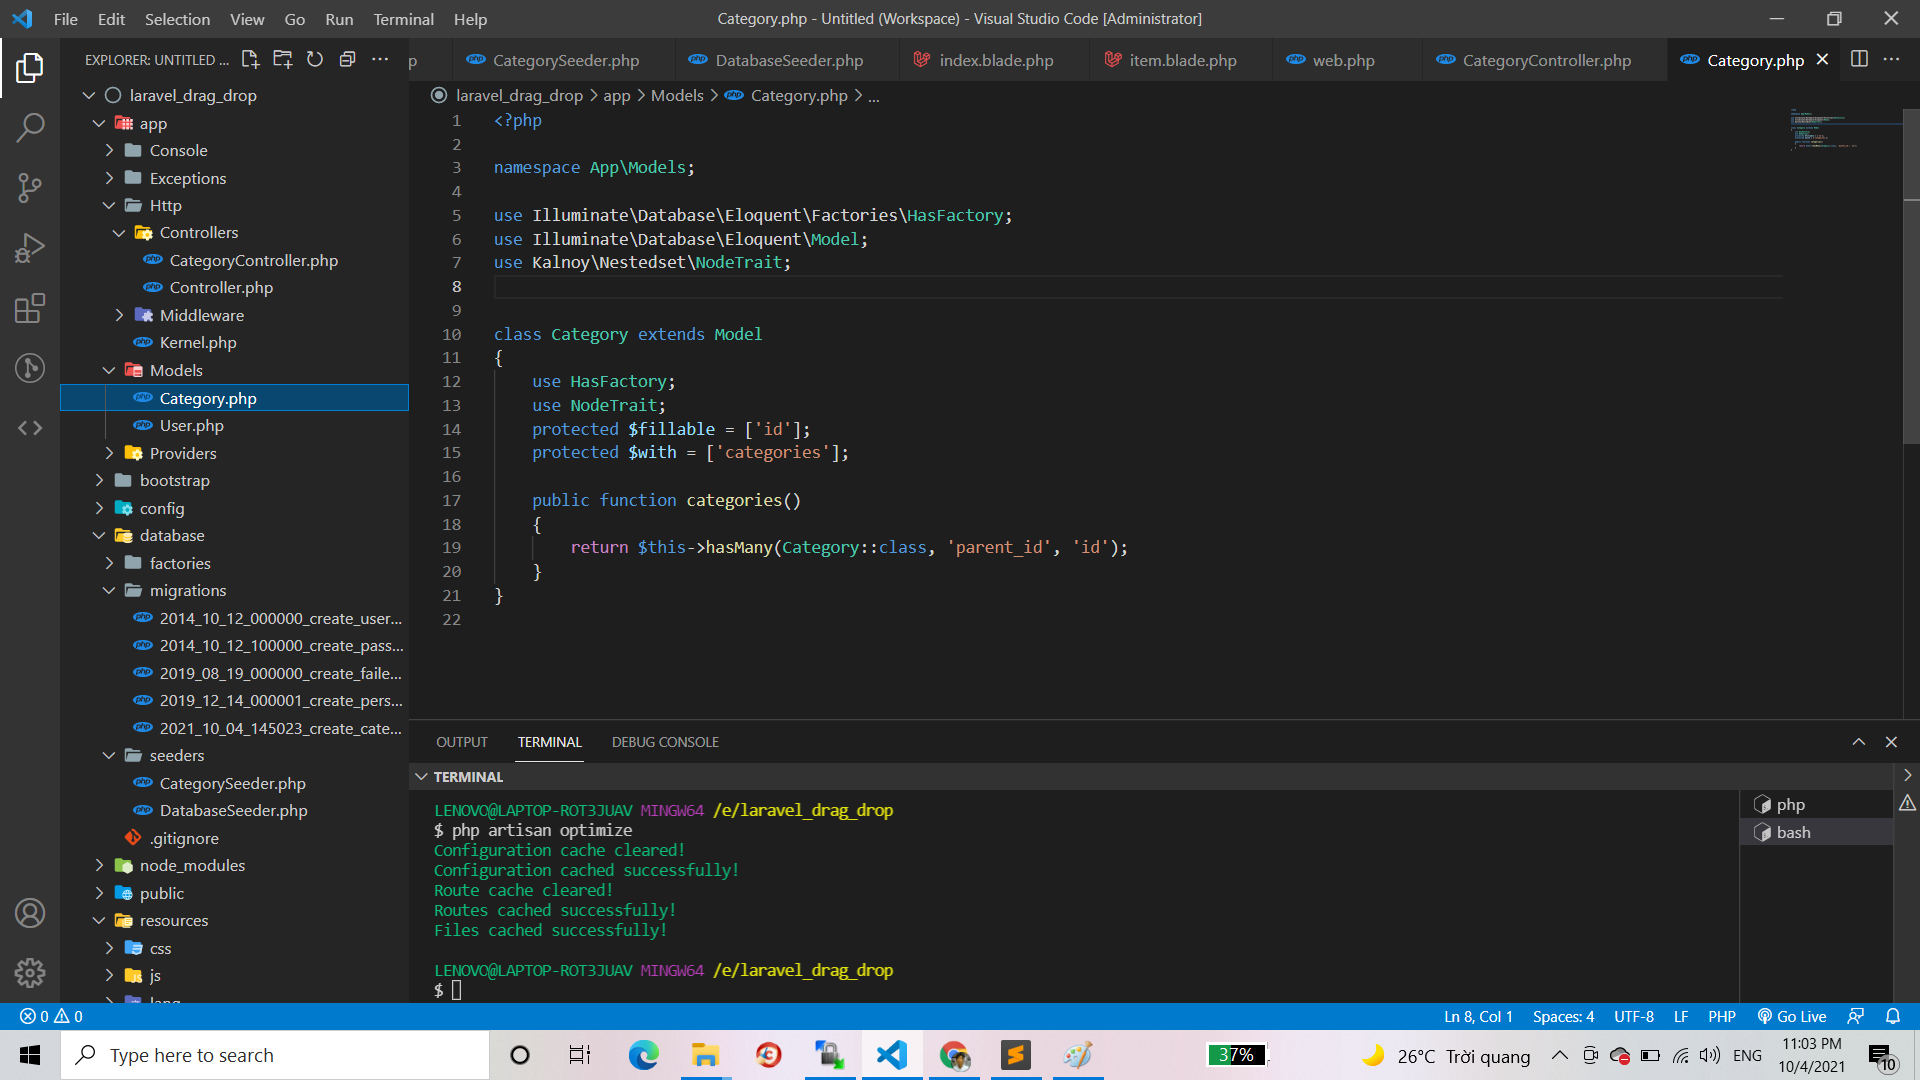 File Edit Selection View Go Run Terminal Help
Category.php - Untitled (Workspace) - Visual Studio Code [Administrator]
EXPLORER: UNTITLED ...
p CategorySeeder.php DatabaseSeeder.php index.blade.php item.blade.php web.php CategoryController.php Category.php
laravel_drag_drop > app > Models > Category.php > ...
laravel_drag_drop
app
Console
Exceptions
Http
Controllers
CategoryController.php
Controller.php
Middleware
Kernel.php
Models
Category.php
User.php
Providers
bootstrap
config
database
factories
migrations
2014_10_12_000000_create_user...
2014_10_12_100000_create_pass...
2019_08_19_000000_create_faile...
2019_12_14_000001_create_pers...
2021_10_04_145023_create_cate...
seeders
CategorySeeder.php
DatabaseSeeder.php
.gitignore
node_modules
public
resources
css
js
lang
1 <?php
2
3 namespace App\Models;
4
5 use Illuminate\Database\Eloquent\Factories\HasFactory;
6 use Illuminate\Database\Eloquent\Model;
7 use Kalnoy\Nestedset\NodeTrait;
8
9
10 class Category extends Model
11 {
12 use HasFactory;
13 use NodeTrait;
14 protected $fillable = ['id'];
15 protected $with = ['categories'];
16
17 public function categories()
18 {
19 return $this->hasMany(Category::class, 'parent_id', 'id');
20 }
21 }
22
OUTPUT TERMINAL DEBUG CONSOLE
TERMINAL
LENOVO@LAPTOP-ROT3JUAV MINGW64 /e/laravel_drag_drop
$ php artisan optimize
Configuration cache cleared!
Configuration cached successfully!
Route cache cleared!
Routes cached successfully!
Files cached successfully!
LENOVO@LAPTOP-ROT3JUAV MINGW64 /e/laravel_drag_drop
$
php
bash
0 0
Ln 8, Col 1 Spaces: 4 UTF-8 LF PHP Go Live
Type here to search
37%
26°C Trời quang
ENG
11:03 PM
10/4/2021
10